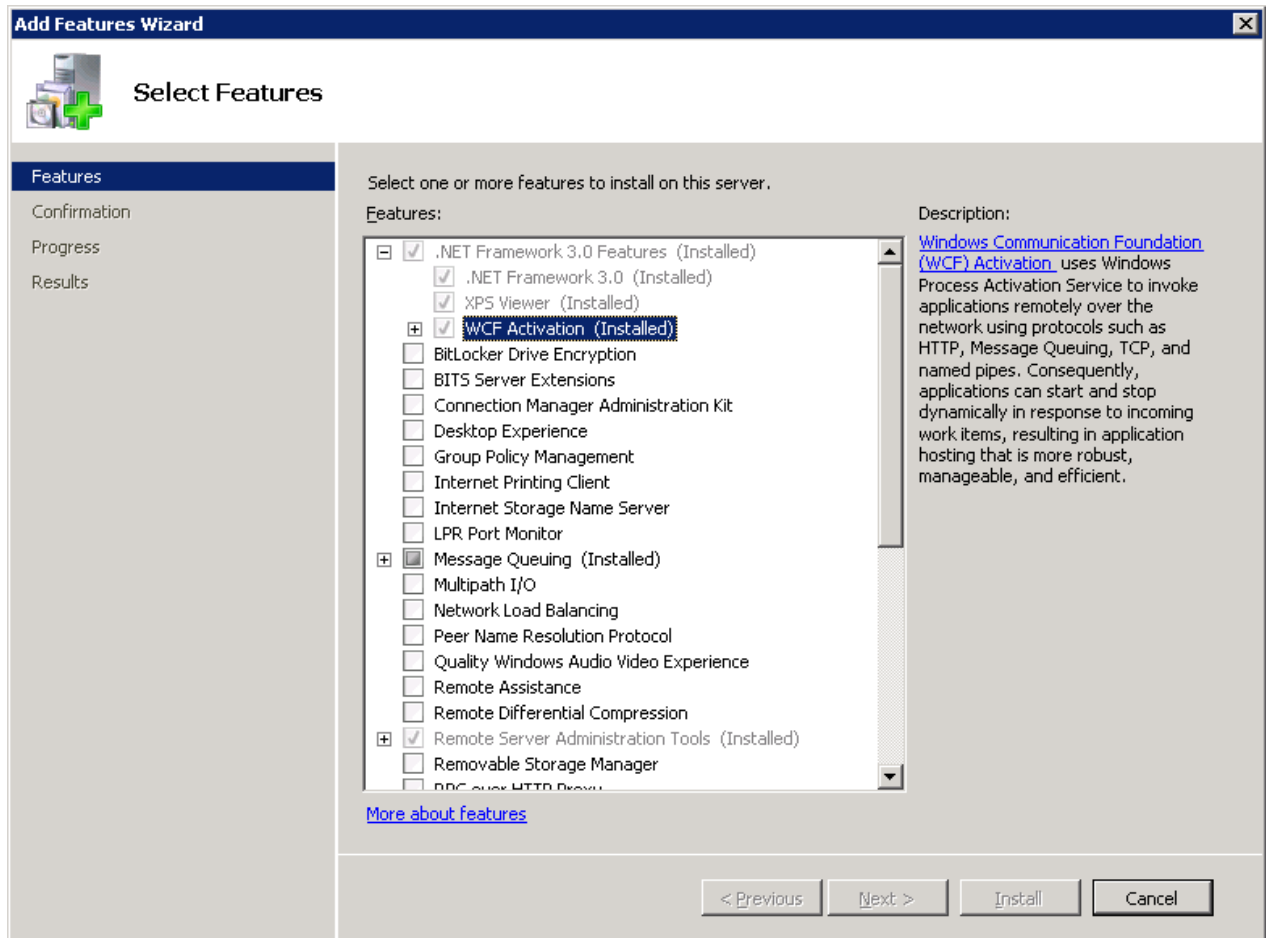 Add Features Wizard
Select Features
Features
Confirmation
Progress
Results
Select one or more features to install on this server.
Features:
.NET Framework 3.0 Features (Installed)
.NET Framework 3.0 (Installed)
XPS Viewer (Installed)
WCF Activation (Installed)
BitLocker Drive Encryption
BITS Server Extensions
Connection Manager Administration Kit
Desktop Experience
Group Policy Management
Internet Printing Client
Internet Storage Name Server
LPR Port Monitor
Message Queuing (Installed)
Multipath I/O
Network Load Balancing
Peer Name Resolution Protocol
Quality Windows Audio Video Experience
Remote Assistance
Remote Differential Compression
Remote Server Administration Tools (Installed)
Removable Storage Manager
RPC over HTTP Proxy
More about features
Description:
Windows Communication Foundation
(WCF) Activation uses Windows
Process Activation Service to invoke
applications remotely over the
network using protocols such as
HTTP, Message Queuing, TCP, and
named pipes. Consequently,
applications can start and stop
dynamically in response to incoming
work items, resulting in application
hosting that is more robust,
manageable, and efficient.
< Previous
Next >
Install
Cancel